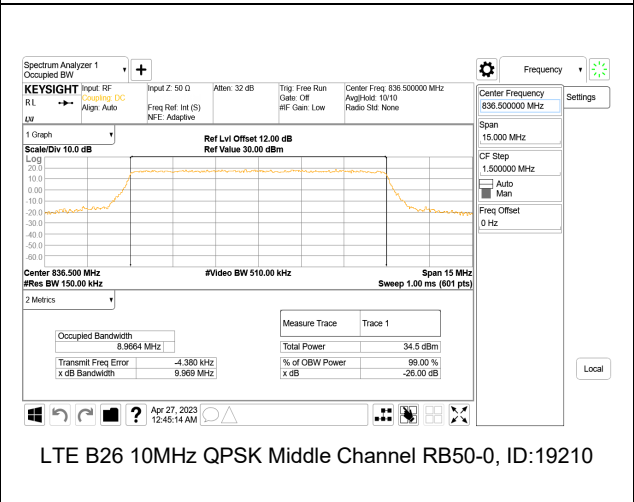 Spectrum Analyzer 1
Occupied BW
Frequency
KEYSIGHT
RL
Input: RF
Coupling: DC
Align: Auto
Input Z: 50 Ω
Freq Ref: Int (S)
NFE: Adaptive
Atten: 32 dB
Trig: Free Run
Gate: Off
#IF Gain: Low
Center Freq: 836.500000 MHz
Avg|Hold: 10/10
Radio Std: None
Center Frequency
836.500000 MHz
Settings
Span
15.000 MHz
CF Step
1.500000 MHz
Auto
Man
Freq Offset
0 Hz
Local
1 Graph
Scale/Div 10.0 dB
Ref Lvl Offset 12.00 dB
Ref Value 30.00 dBm
Log
20.0
10.0
0.00
-10.0
-20.0
-30.0
-40.0
-50.0
-60.0
Center 836.500 MHz
#Res BW 150.00 kHz
#Video BW 510.00 kHz
Span 15 MHz
Sweep 1.00 ms (601 pts)
2 Metrics
Measure Trace Trace 1
Occupied Bandwidth
8.9664 MHz
Total Power 34.5 dBm
Transmit Freq Error -4.380 kHz
% of OBW Power 99.00 %
x dB Bandwidth 9.969 MHz
x dB -26.00 dB
Apr 27, 2023
12:45:14 AM
LTE B26 10MHz QPSK Middle Channel RB50-0, ID:19210